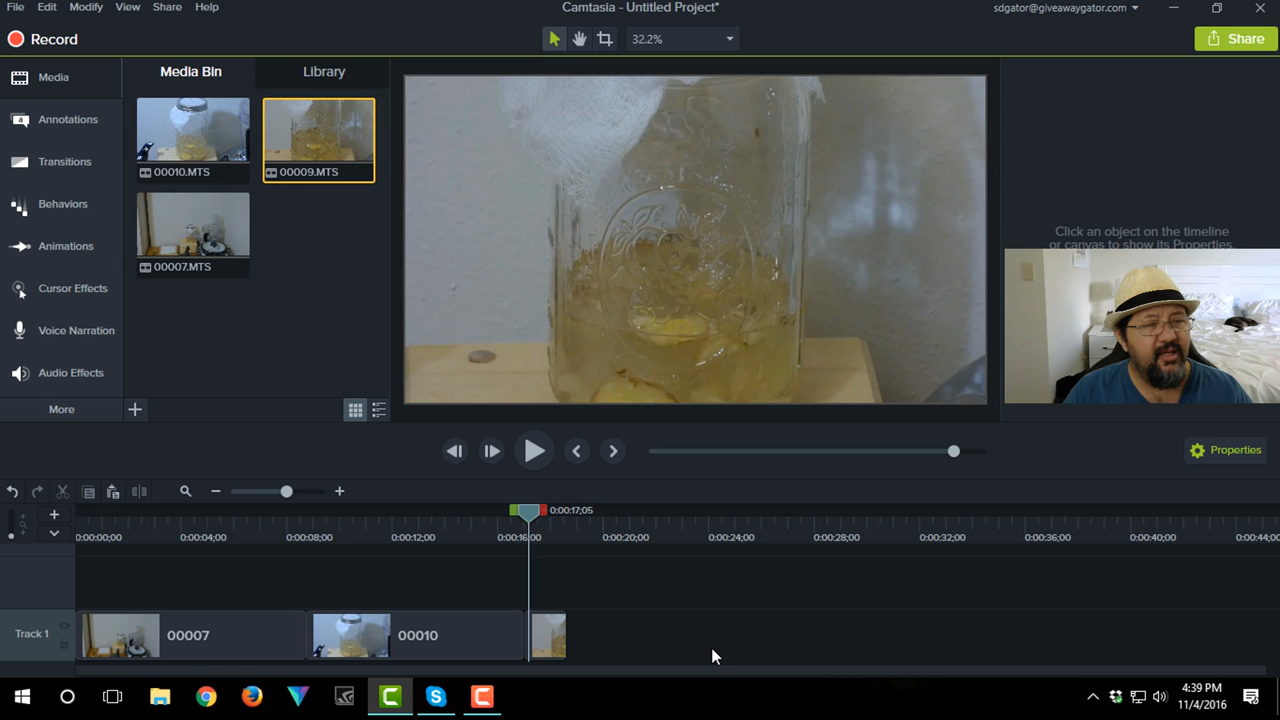 Camtasia - Untitled Project*
File Edit Modify View Share Help
sdgator@giveawaygator.com
Record
32.2%
Share
Media
Annotations
Transitions
Behaviors
Animations
Cursor Effects
Voice Narration
Audio Effects
More
Media Bin
Library
00010.MTS
00009.MTS
00007.MTS
Click an object on the timeline
or canvas to show its Properties.
Properties
0:00:17;05
0:00:00;00 0:00:04;00 0:00:08;00 0:00:12;00 0:00:16;00 0:00:20;00 0:00:24;00 0:00:28;00 0:00:32;00 0:00:36;00 0:00:40;00 0:00:44;00
Track 1
00007
00010
4:39 PM
11/4/2016